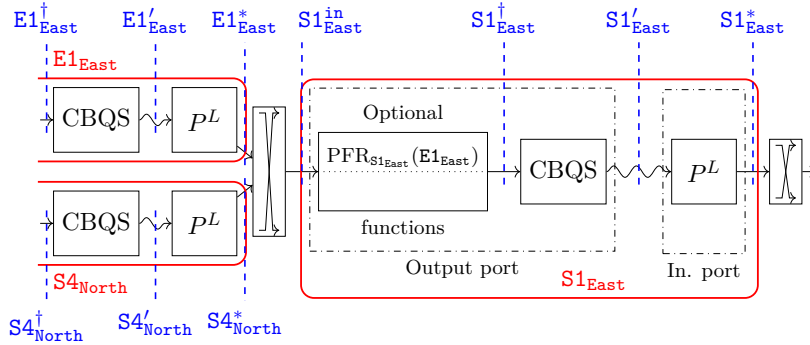 E1†East E1′East E1*East S1inEast S1†East S1′East S1*East
E1East
Optional
CBQS P^L
PFR_S1East(E1East)
CBQS P^L
CBQS P^L
functions
Output port In. port
S4North S1East
S4†North S4′North S4*North